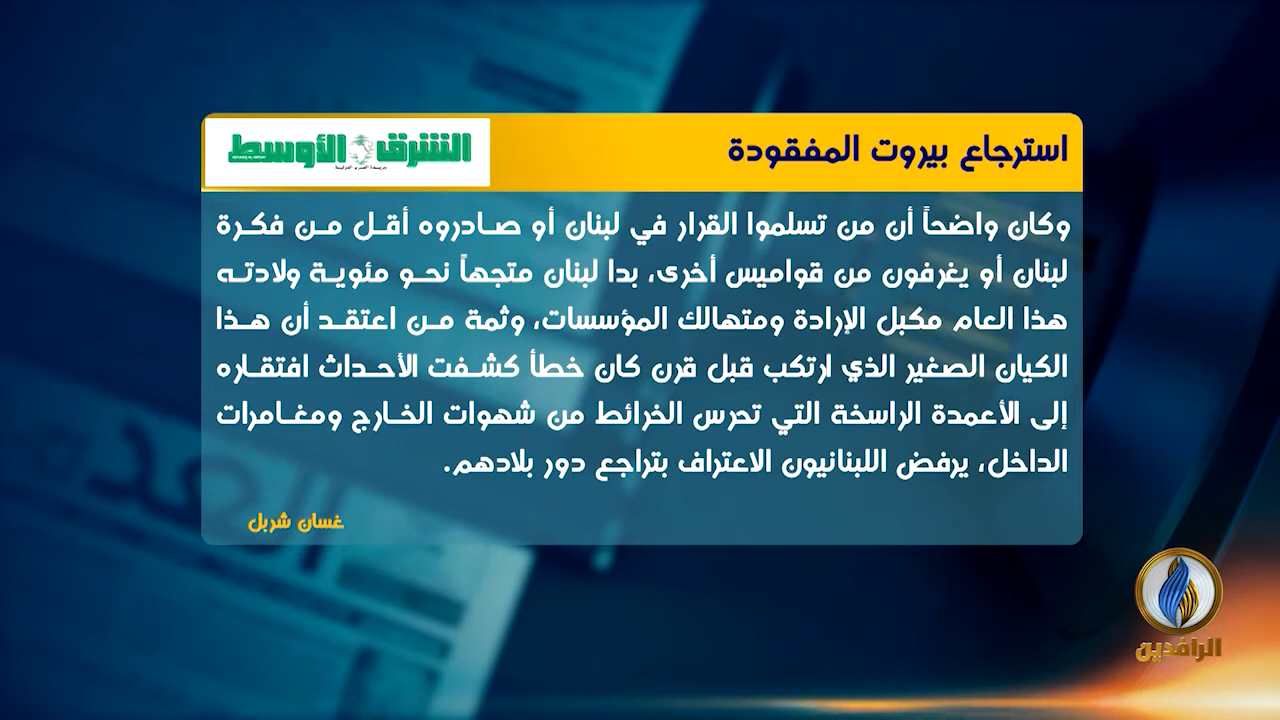 استرجاع بيروت المفقودة
الشرق الأوسط
جريدة العرب الدولية
وكان واضحاً أن من تسلموا القرار في لبنان أو صادروه أقل من فكرة
لبنان أو يغرفون من قواميس أخرى، بدا لبنان متجهاً نحو مئوية ولادته
هذا العام مكبل الإرادة ومتهالك المؤسسات، وثمة من اعتقد أن هذا
الكيان الصغير الذي ارتكب قبل قرن كان خطأ كشفت الأحداث افتقاره
إلى الأعمدة الراسخة التي تحرس الخرائط من شهوات الخارج ومغامرات
الداخل، يرفض اللبنانيون الاعتراف بتراجع دور بلادهم.
غسان شربل
الرافدين